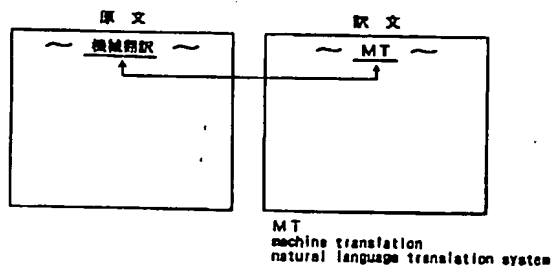 原文
訳文
～ 機械翻訳 ～
～ MT ～
MT
machine translation
natural language translation system